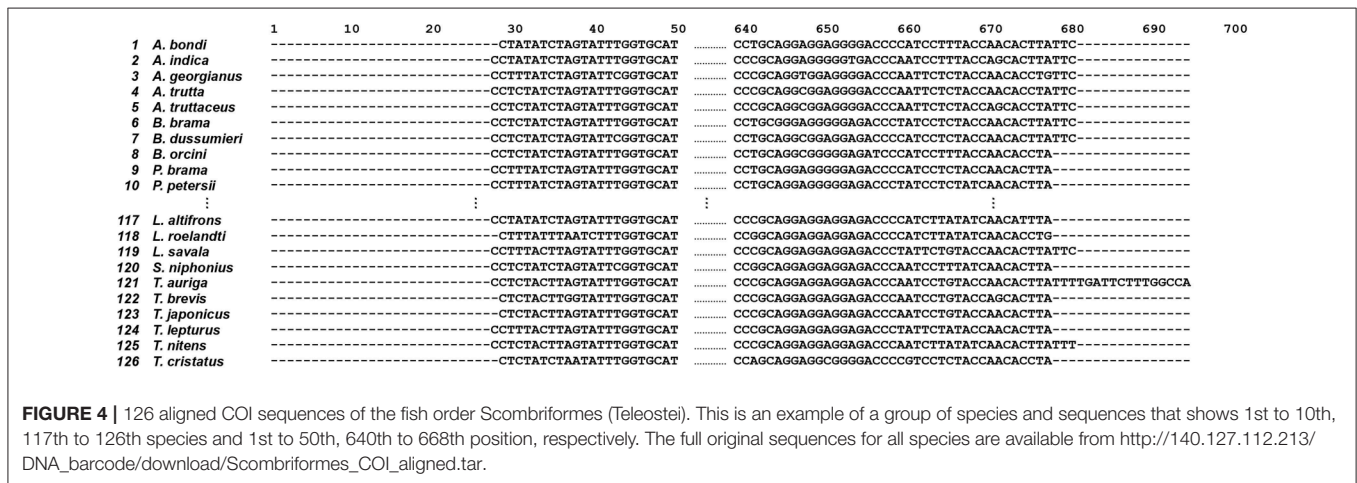 1 10 20 30 40 50 640 650 660 670 680 690 700
1 A. bondi ----------------------------CTATATCTAGTATTTGGTGCAT ............ CCTGCAGGAGGAGGGGACCCCATCCTTTACCAACACTTATTC--------------
2 A. indica ---------------------------CCTATATCTAGTATTTGGTGCAT ............ CCCGCAGGAGGGGGTGACCCAATCCTTTACCAGCACTTATTC--------------
3 A. georgianus ---------------------------CCTTTATCTAGTATTCGGTGCAT ............ CCCGCAGGTGGAGGGGACCCAATTCTCTACCAACACCTGTTC--------------
4 A. trutta ---------------------------CCTCTATCTAGTATTTGGTGCAT ............ CCCGCAGGCGGAGGGGACCCAATTCTCTACCAACACCTATTC--------------
5 A. truttaceus ---------------------------CCTCTATCTAGTATTTGGTGCAT ............ CCCGCAGGCGGAGGGGACCCAATTCTCTACCAGCACCTATTC--------------
6 B. brama ---------------------------CCTCTATCTAGTATTTGGTGCAT ............ CCTGCGGGAGGGGGAGACCCTATCCTCTACCAACACTTATTC--------------
7 B. dussumieri ---------------------------CCTCTATCTAGTATTCGGTGCAT ............ CCTGCAGGCGGAGGAGACCCCATCCTCTACCAACACTTATTC--------------
8 B. orcini ---------------------------CCTCTATCTAGTATTTGGTGCAT ............ CCTGCAGGCGGGGGAGATCCCATCCTTTACCAACACCTA-----------------
9 P. brama ---------------------------CCTTTATCTAGTATTTGGTGCAT ............ CCTGCAGGAGGGGGAGACCCCATCCTCTACCAACACTTA-----------------
10 P. petersii ---------------------------CCTTTATCTAGTATTTGGTGCAT ............ CCTGCAGGAGGGGGAGACCCTATCCTCTATCAACACTTA-----------------
⋮ ⋮ ⋮ ⋮
117 L. altifrons ---------------------------CCTATATCTAGTATTTGGTGCAT ............ CCCGCAGGAGGAGGAGACCCCATCTTATATCAACATTTA-----------------
118 L. roelandti ----------------------------CTTTATTTAATCTTTGGTGCAT ............ CCGGCAGGAGGAGGAGACCCCATCTTATATCAACACCTG-----------------
119 L. savala ---------------------------CCTTTACTTAGTATTTGGTGCAT ............ CCCGCAGGAGGAGGAGACCCTATTCTGTACCAACACTTATTC--------------
120 S. niphonius ---------------------------CCTCTATCTAGTATTCGGTGCAT ............ CCGGCAGGAGGAGGAGACCCAATCCTTTATCAACACTTA-----------------
121 T. auriga ---------------------------CCTCTACTTAGTATTTGGTGCAT ............ CCCGCAGGAGGAGGAGACCCAATCCTGTACCAACACTTATTTTGATTCTTTGGCCA
122 T. brevis ----------------------------CTCTACTTGGTATTTGGTGCAT ............ CCCGCAGGAGGAGGAGACCCAATCCTGTACCAGCACTTA-----------------
123 T. japonicus ----------------------------CTCTACTTAGTATTTGGTGCAT ............ CCCGCAGGAGGAGGAGACCCAATCCTGTACCAACACTTA-----------------
124 T. lepturus ---------------------------CCTTTACTTAGTATTTGGTGCAT ............ CCCGCAGGAGGAGGAGACCCTATTCTATACCAACACTTA-----------------
125 T. nitens ---------------------------CCTCTACTTAGTATTTGGTGCAT ............ CCCGCAGGAGGAGGAGACCCAATCTTATATCAACACTTATTT--------------
126 T. cristatus ----------------------------CTCTATCTAATATTTGGTGCAT ............ CCAGCAGGAGGCGGGGACCCCGTCCTCTACCAACACCTA-----------------
FIGURE 4 | 126 aligned COI sequences of the fish order Scombriformes (Teleostei). This is an example of a group of species and sequences that shows 1st to 10th,
117th to 126th species and 1st to 50th, 640th to 668th position, respectively. The full original sequences for all species are available from http://140.127.112.213/
DNA_barcode/download/Scombriformes_COI_aligned.tar.